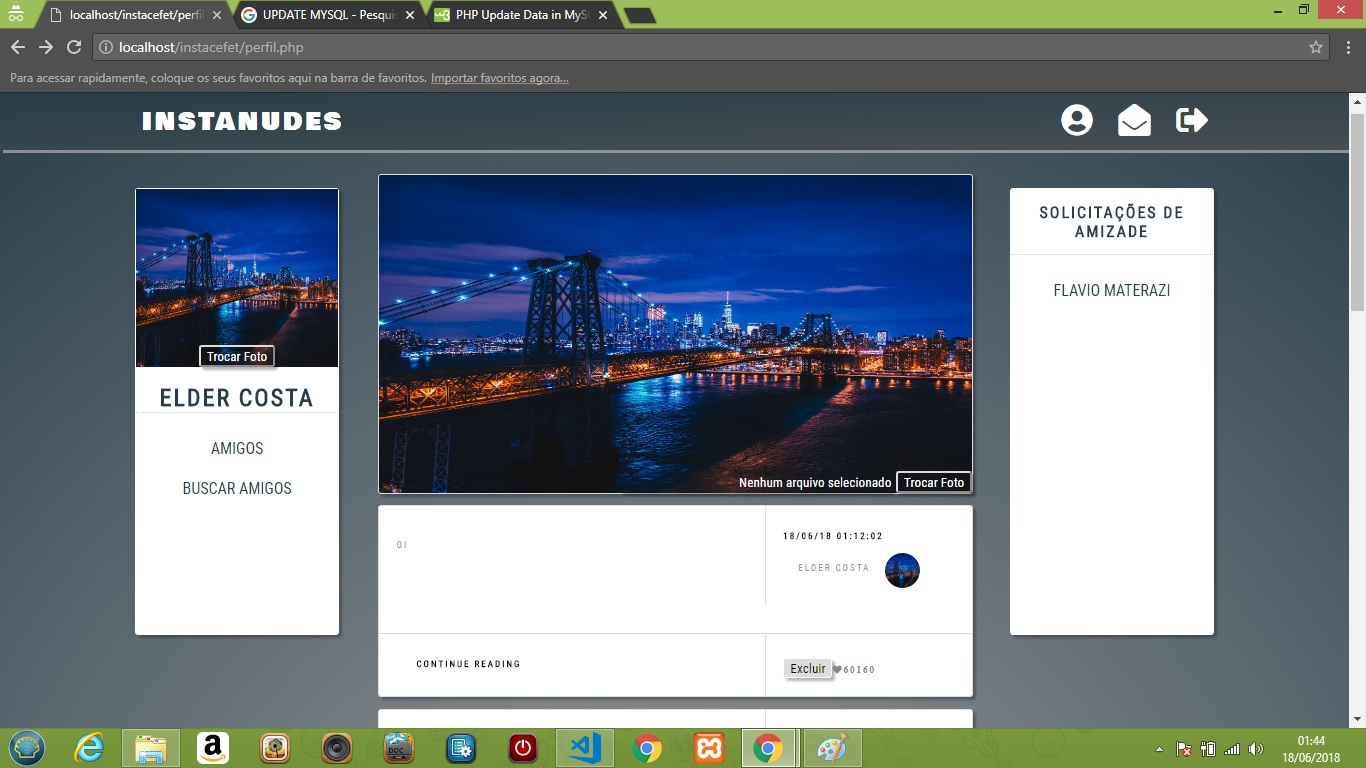 localhost/instacefet/perfi
UPDATE MYSQL - Pesquis
PHP Update Data in MyS
localhost/instacefet/perfil.php
Para acessar rapidamente, coloque os seus favoritos aqui na barra de favoritos. Importar favoritos agora...
INSTANUDES
Trocar Foto
ELDER COSTA
AMIGOS
BUSCAR AMIGOS
Nenhum arquivo selecionado Trocar Foto
OI
18/06/18 01:12:02
ELDER COSTA
CONTINUE READING
Excluir 60160
SOLICITAÇÕES DE
AMIZADE
FLAVIO MATERAZI
DOC
01:44
18/06/2018